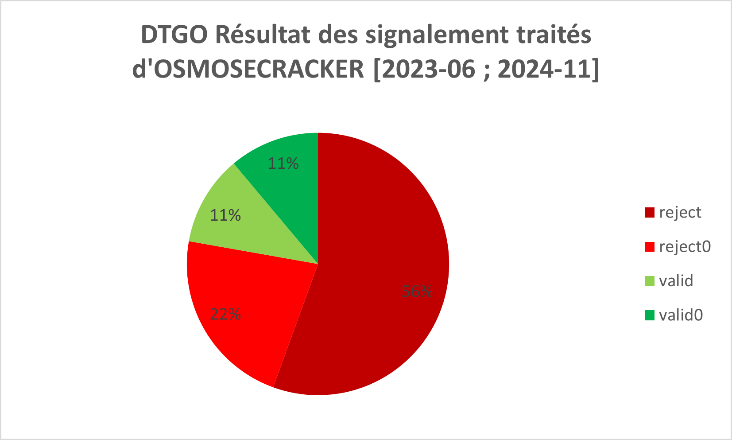 DTGO Résultat des signalement traités
d'OSMOSECRACKER [2023-06 ; 2024-11]
11%
11%
56%
22%
reject
reject0
valid
valid0